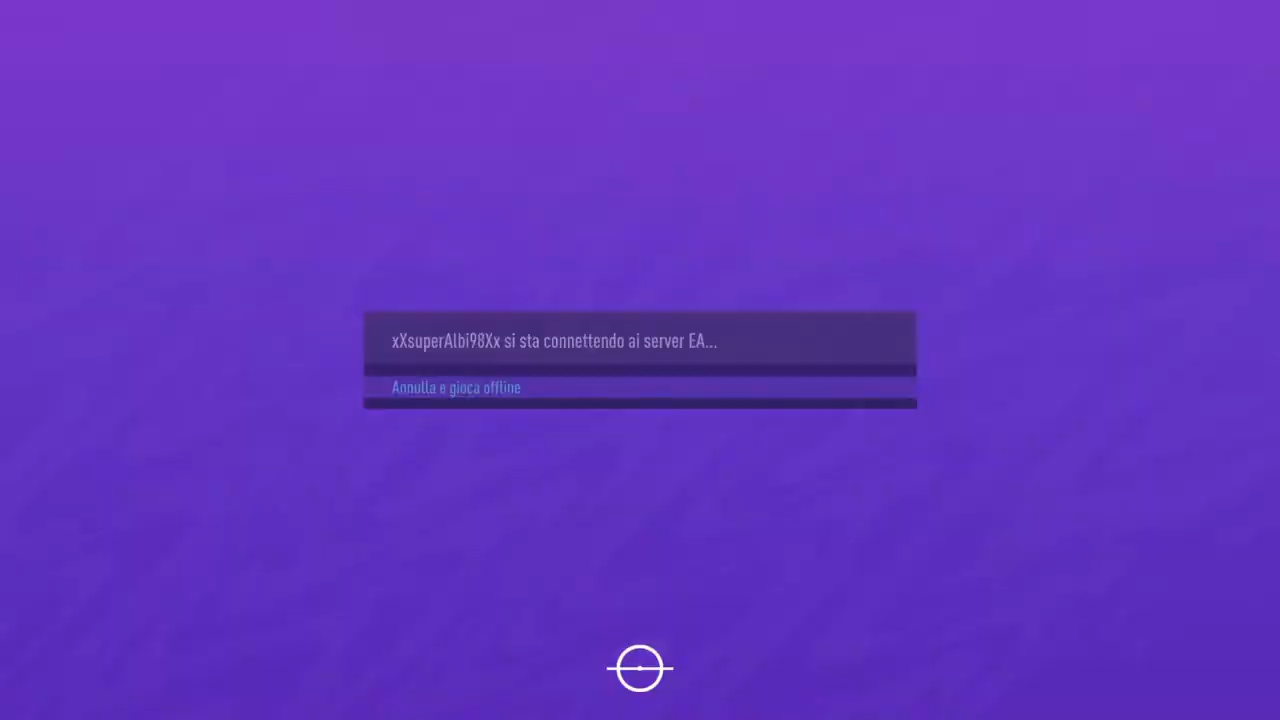 xXsuperAlbi98Xx si sta connettendo ai server EA...
Annulla e gioca offline